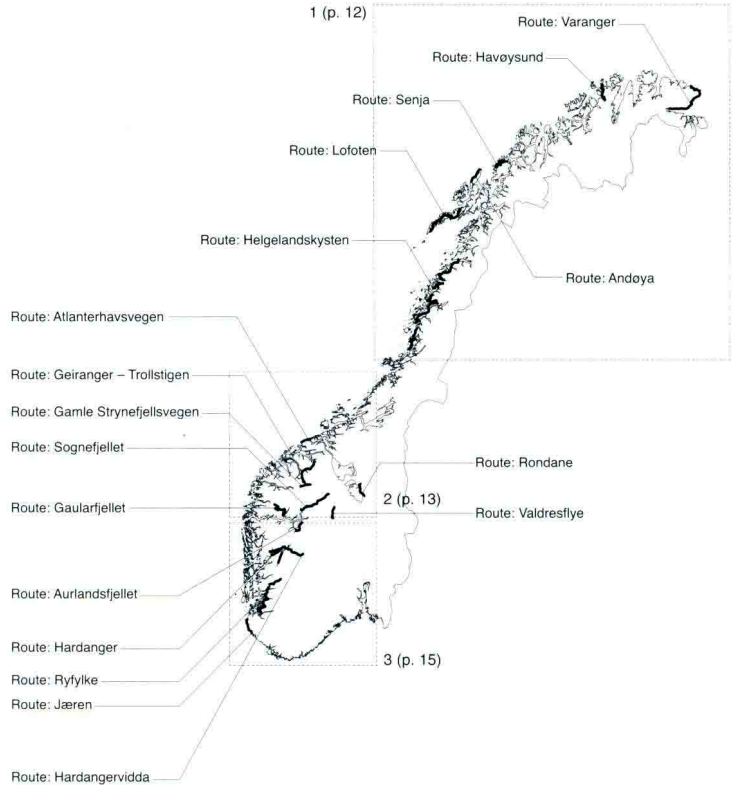 1 (p. 12)
Route: Varanger
Route: Havøysund
Route: Senja
Route: Lofoten
Route: Helgelandskysten
Route: Andøya
Route: Atlanterhavsvegen
Route: Geiranger – Trollstigen
Route: Gamle Strynefjellsvegen
Route: Sognefjellet
Route: Rondane
2 (p. 13)
Route: Gaularfjellet
Route: Valdresflye
Route: Aurlandsfjellet
Route: Hardanger
3 (p. 15)
Route: Ryfylke
Route: Jæren
Route: Hardangervidda